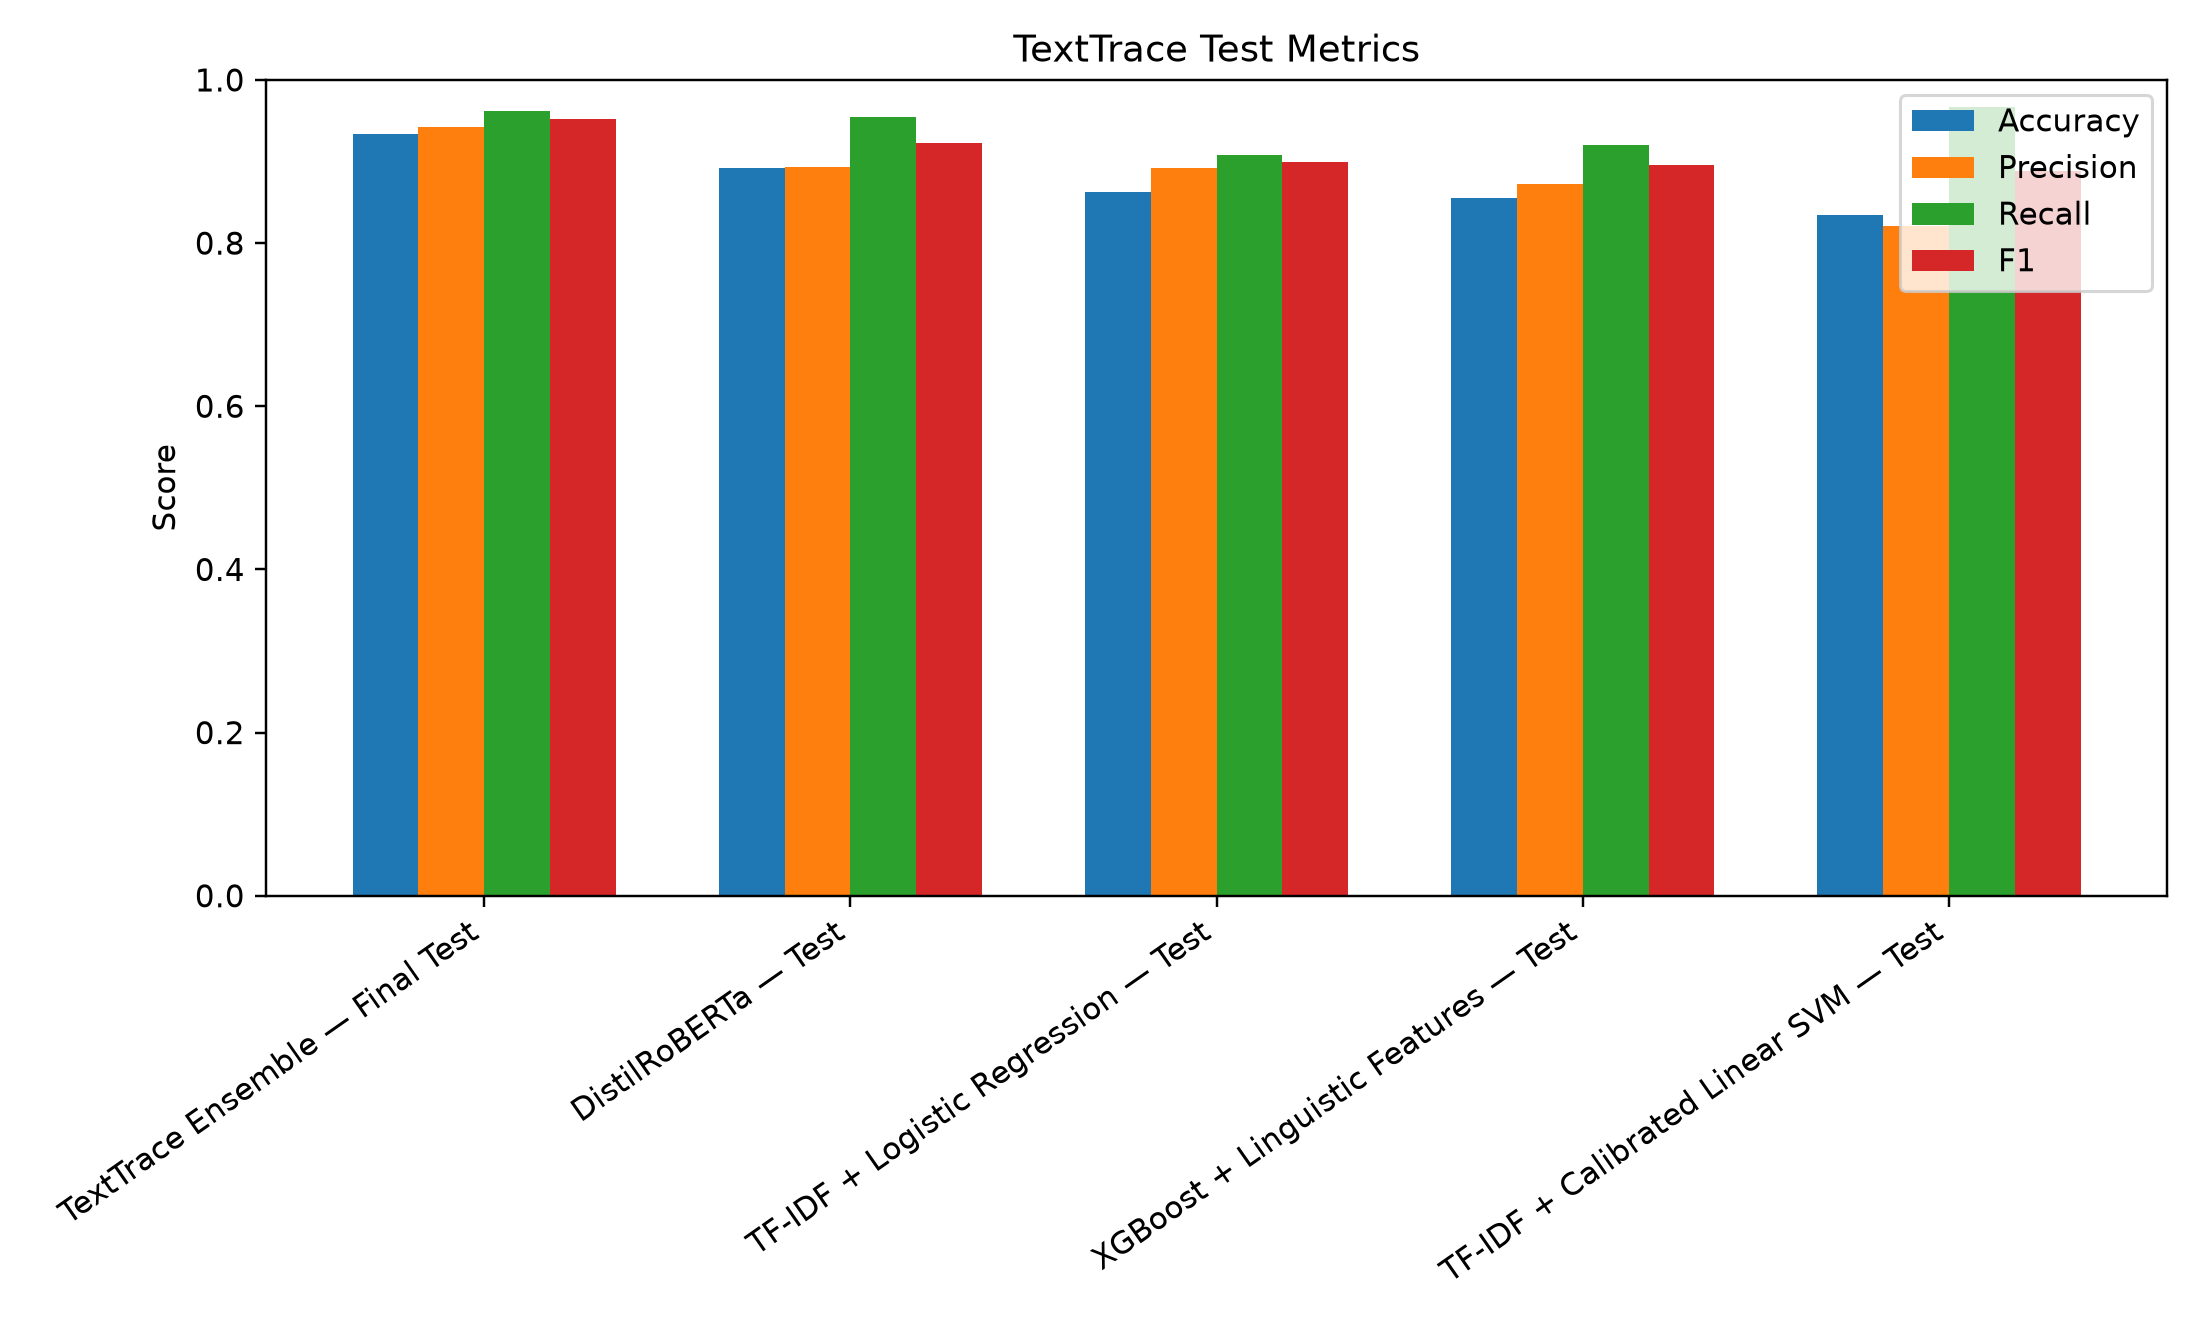 TextTrace Test Metrics
1.0
0.8
0.6
0.4
0.2
0.0
Score
Accuracy
Precision
Recall
F1
TextTrace Ensemble — Final Test
DistilRoBERTa — Test
TF-IDF + Logistic Regression — Test
XGBoost + Linguistic Features — Test
TF-IDF + Calibrated Linear SVM — Test